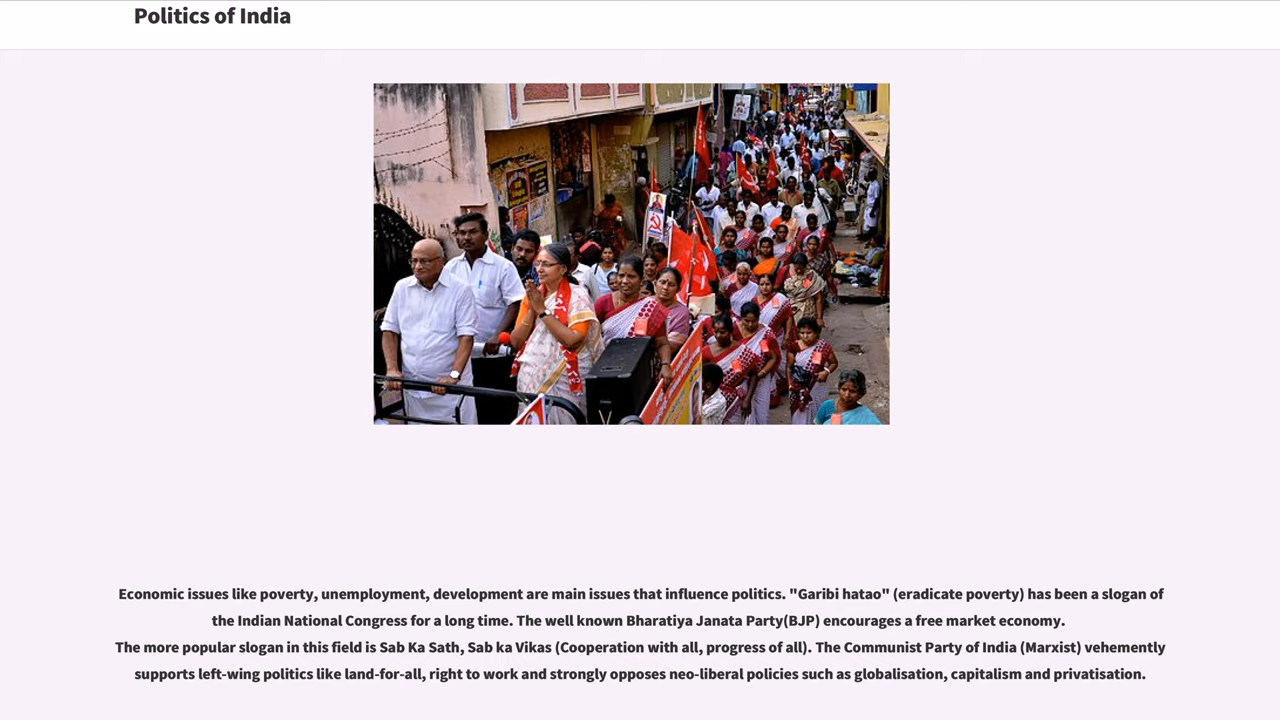 Politics of India
Economic issues like poverty, unemployment, development are main issues that influence politics. "Garibi hatao" (eradicate poverty) has been a slogan of
the Indian National Congress for a long time. The well known Bharatiya Janata Party(BJP) encourages a free market economy.
The more popular slogan in this field is Sab Ka Sath, Sab ka Vikas (Cooperation with all, progress of all). The Communist Party of India (Marxist) vehemently
supports left-wing politics like land-for-all, right to work and strongly opposes neo-liberal policies such as globalisation, capitalism and privatisation.